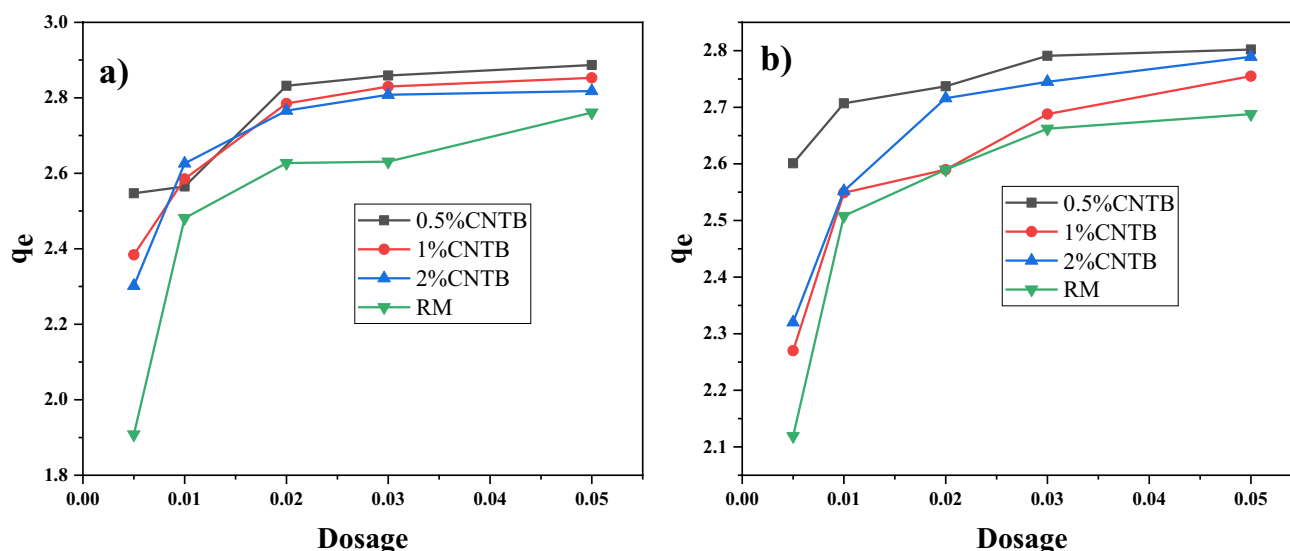 a)
3.0
2.8
2.6
2.4
2.2
2.0
1.8
qe
0.5%CNTB
1%CNTB
2%CNTB
RM
0.00 0.01 0.02 0.03 0.04 0.05
Dosage
b)
2.8
2.7
2.6
2.5
2.4
2.3
2.2
2.1
qe
0.5%CNTB
1%CNTB
2%CNTB
RM
0.00 0.01 0.02 0.03 0.04 0.05
Dosage